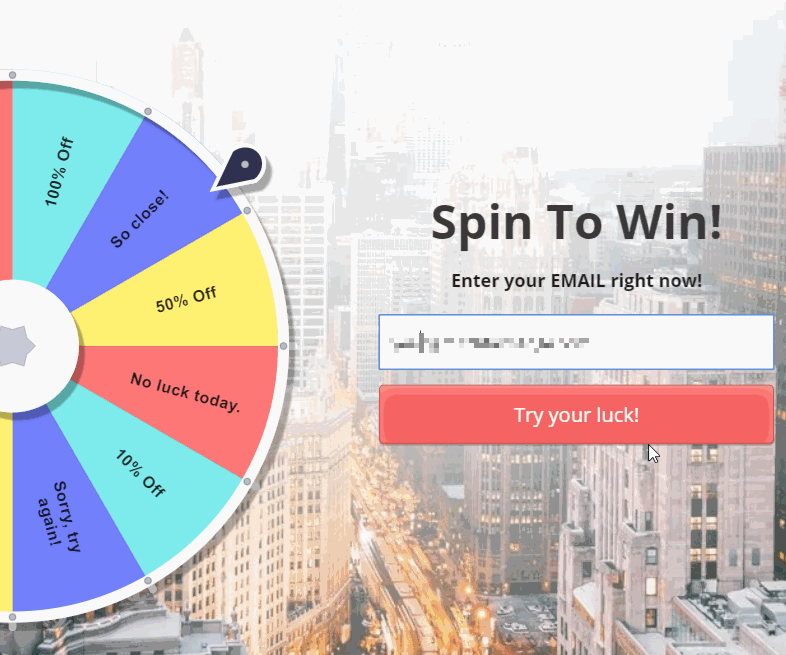 100% Off
So close!
50% Off
No luck today.
10% Off
Sorry, try
again!
Spin To Win!
Enter your EMAIL right now!
Try your luck!